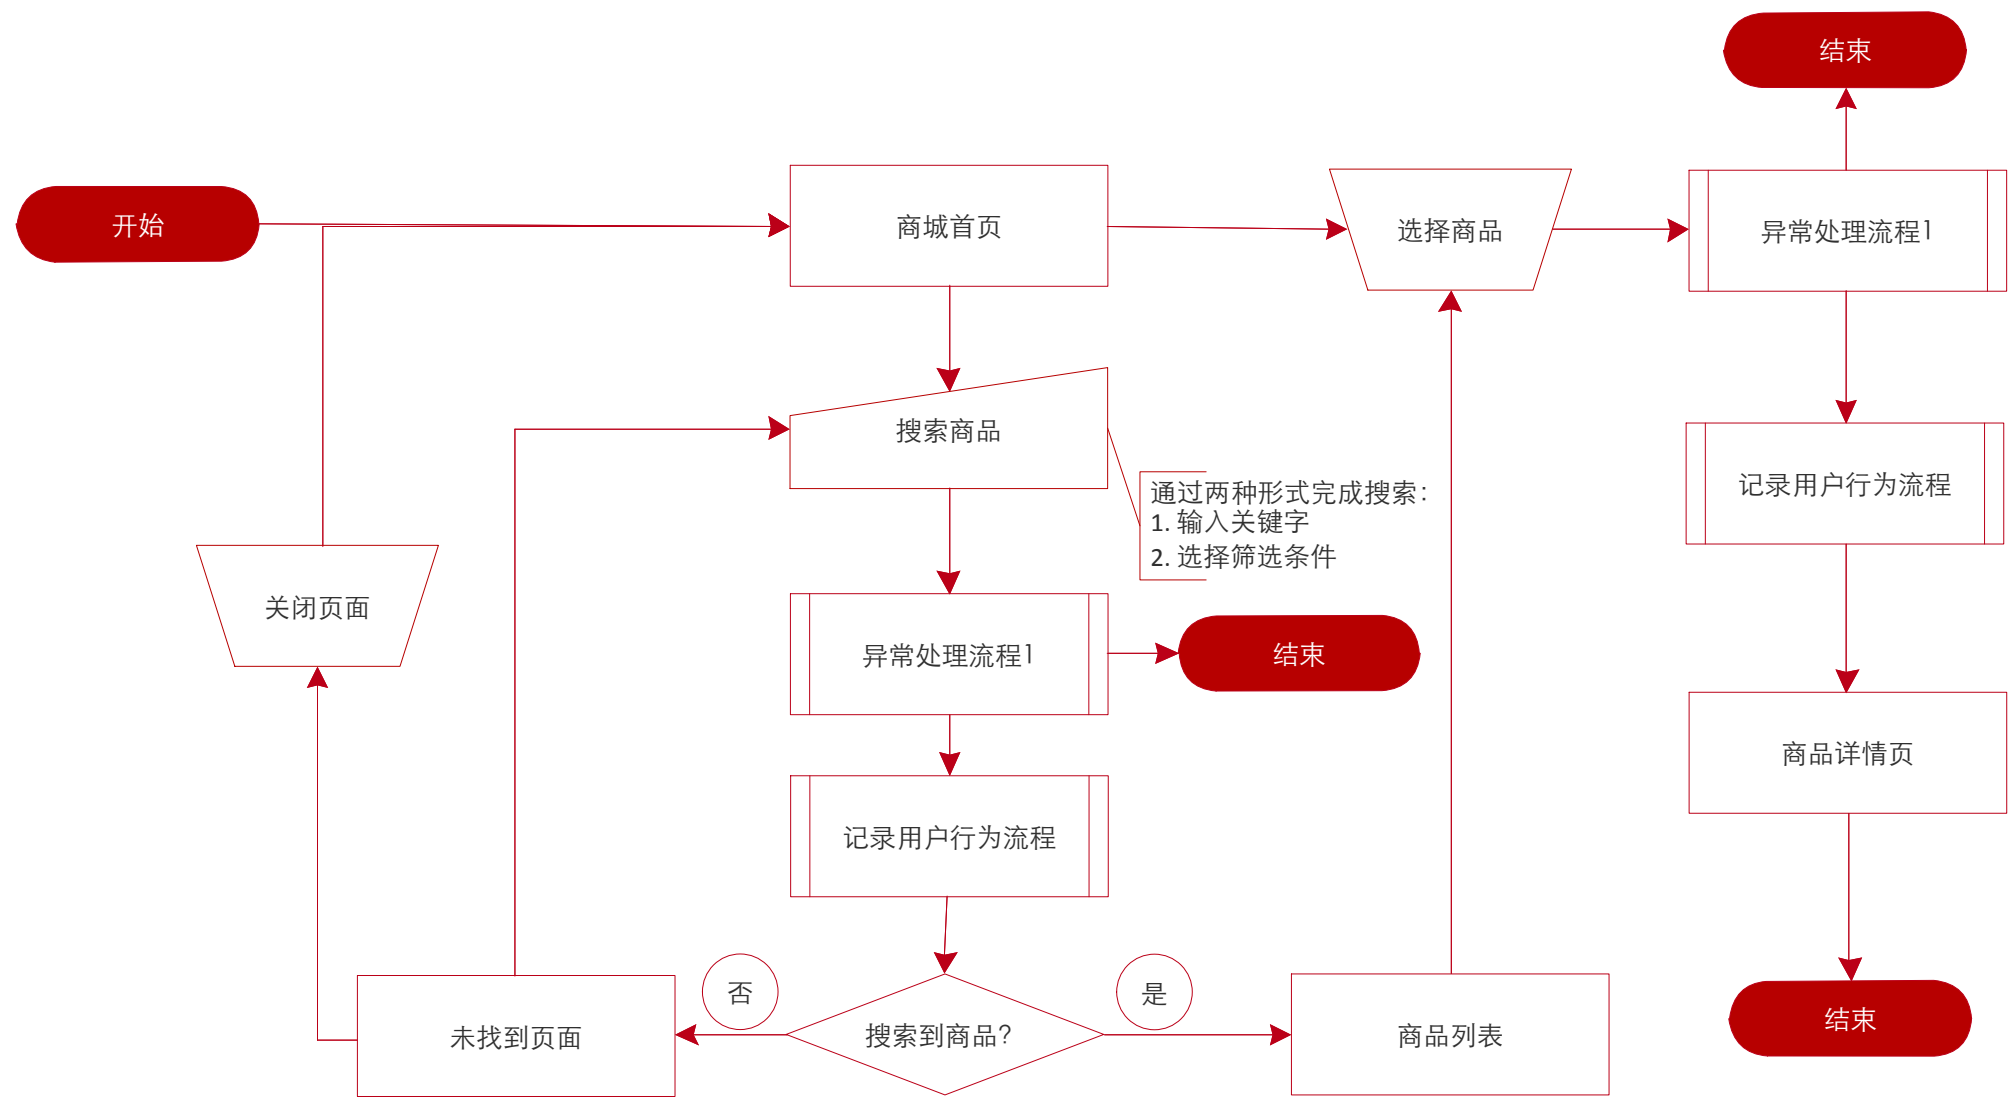 结束
开始
商城首页
选择商品
异常处理流程1
搜索商品
通过两种形式完成搜索：
1. 输入关键字
2. 选择筛选条件
记录用户行为流程
关闭页面
异常处理流程1
结束
商品详情页
记录用户行为流程
否
是
未找到页面
搜索到商品？
商品列表
结束